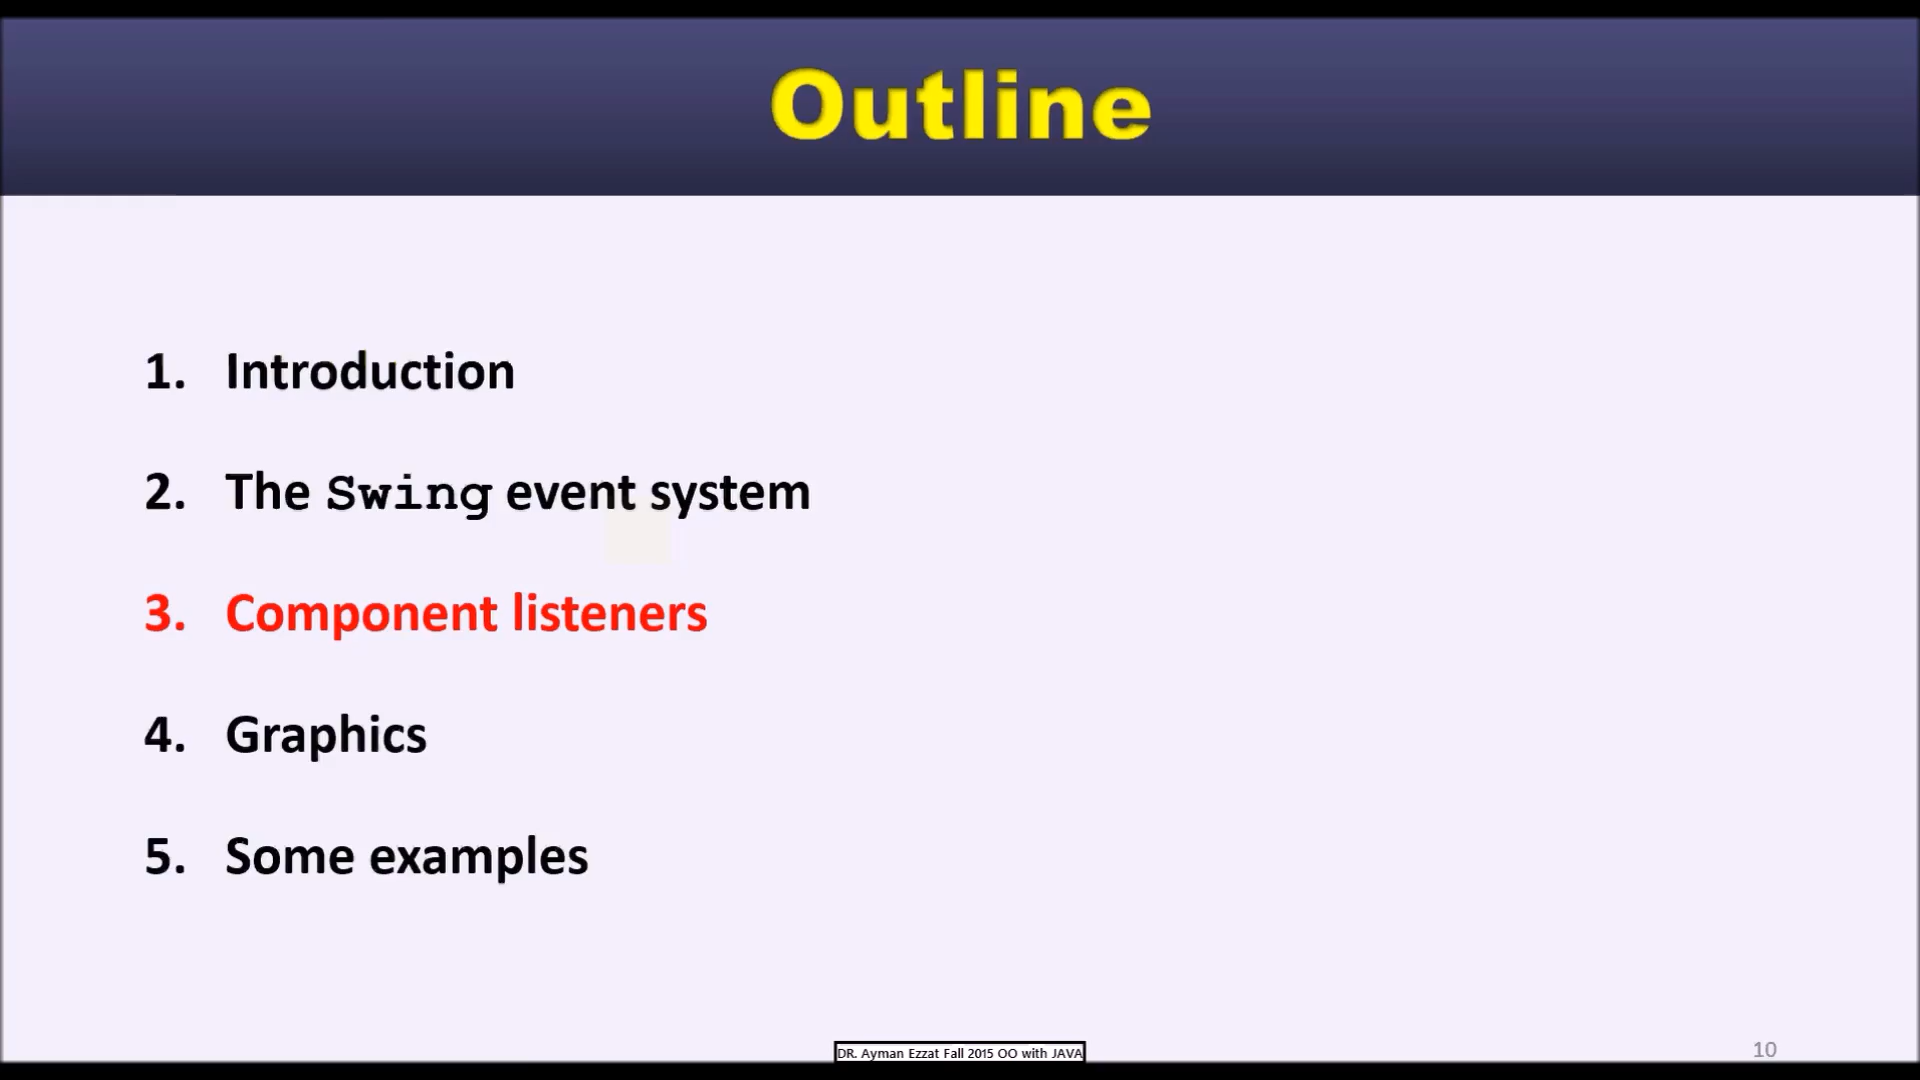 Outline
1. Introduction
2. The Swing event system
3. Component listeners
4. Graphics
5. Some examples
DR. Ayman Ezzat Fall 2015 OO with JAVA
10